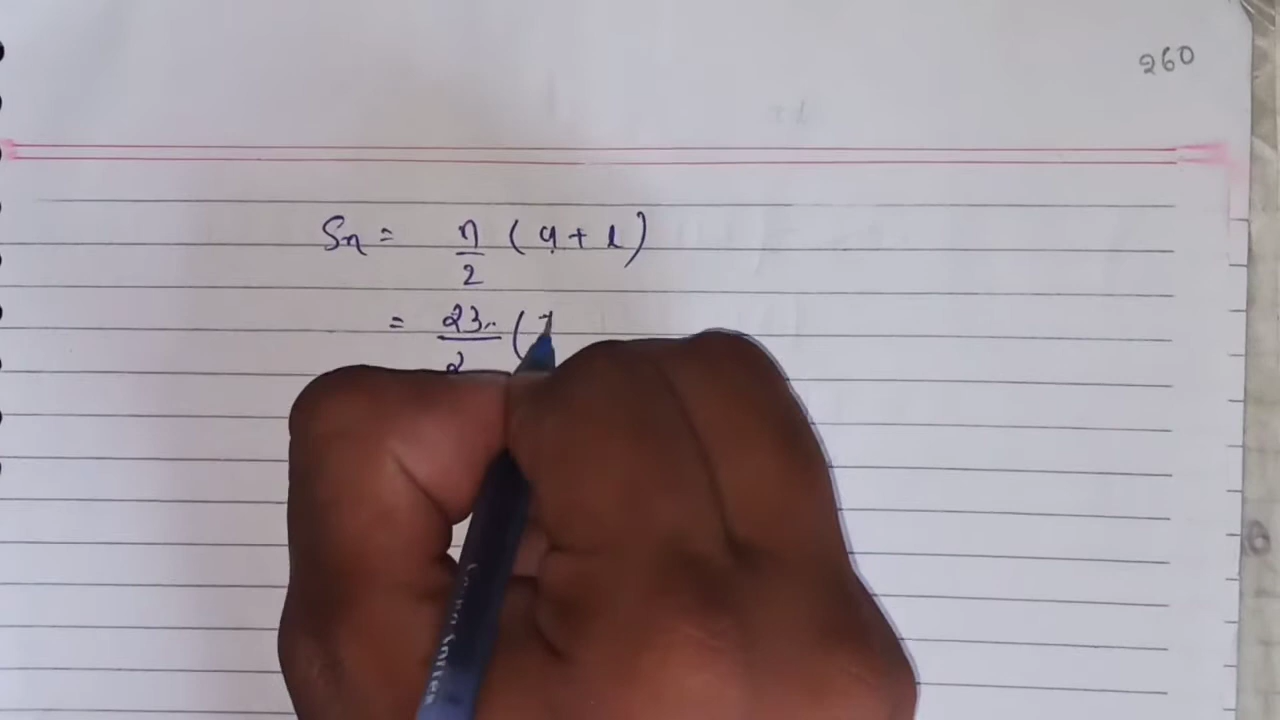 260
Sn = n/2 (a + l)
= 23/2 (